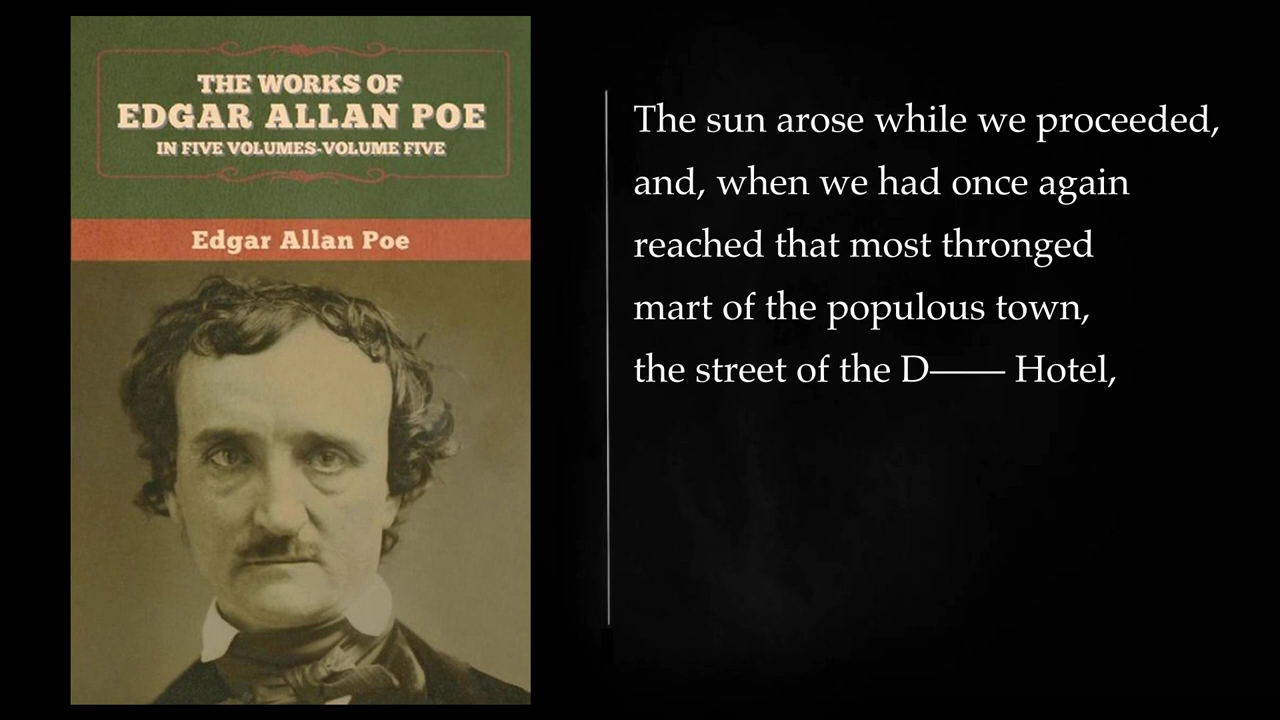 THE WORKS OF
EDGAR ALLAN POE
IN FIVE VOLUMES-VOLUME FIVE
Edgar Allan Poe
The sun arose while we proceeded,
and, when we had once again
reached that most thronged
mart of the populous town,
the street of the D—— Hotel,